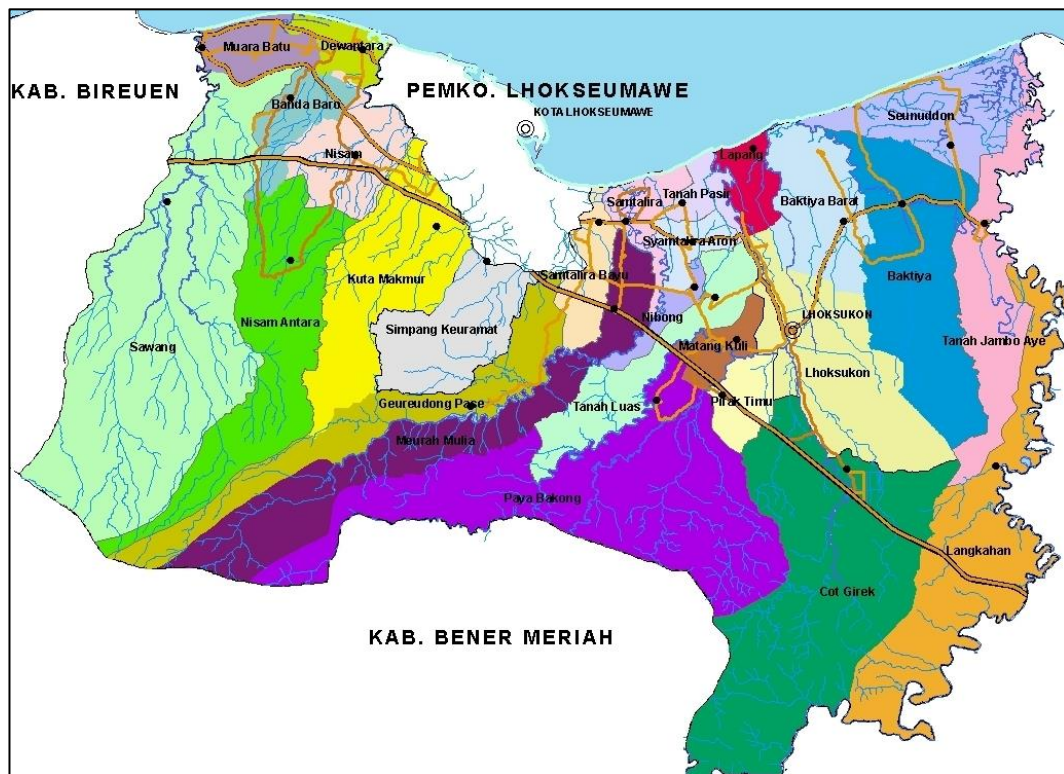 Muara Batu
Dewantara
KAB. BIREUEN
PEMKO. LHOKSEUMAWE
KOTA LHOKSEUMAWE
Banda Baro
Seunuddon
Nisam
Lapang
Samtalira
Tanah Pasir
Baktiya Barat
Syamtalira Aron
Samtalira Bayu
Baktiya
Kuta Makmur
Nibong
LHOKSUKON
Nisam Antara
Simpang Keuramat
Sawang
Matang Kuli
Tanah Jambo Aye
Lhoksukon
Geureudong Pase
Tanah Luas
Pirak Timu
Meurah Mulia
Paya Bakong
Langkahan
Cot Girek
KAB. BENER MERIAH